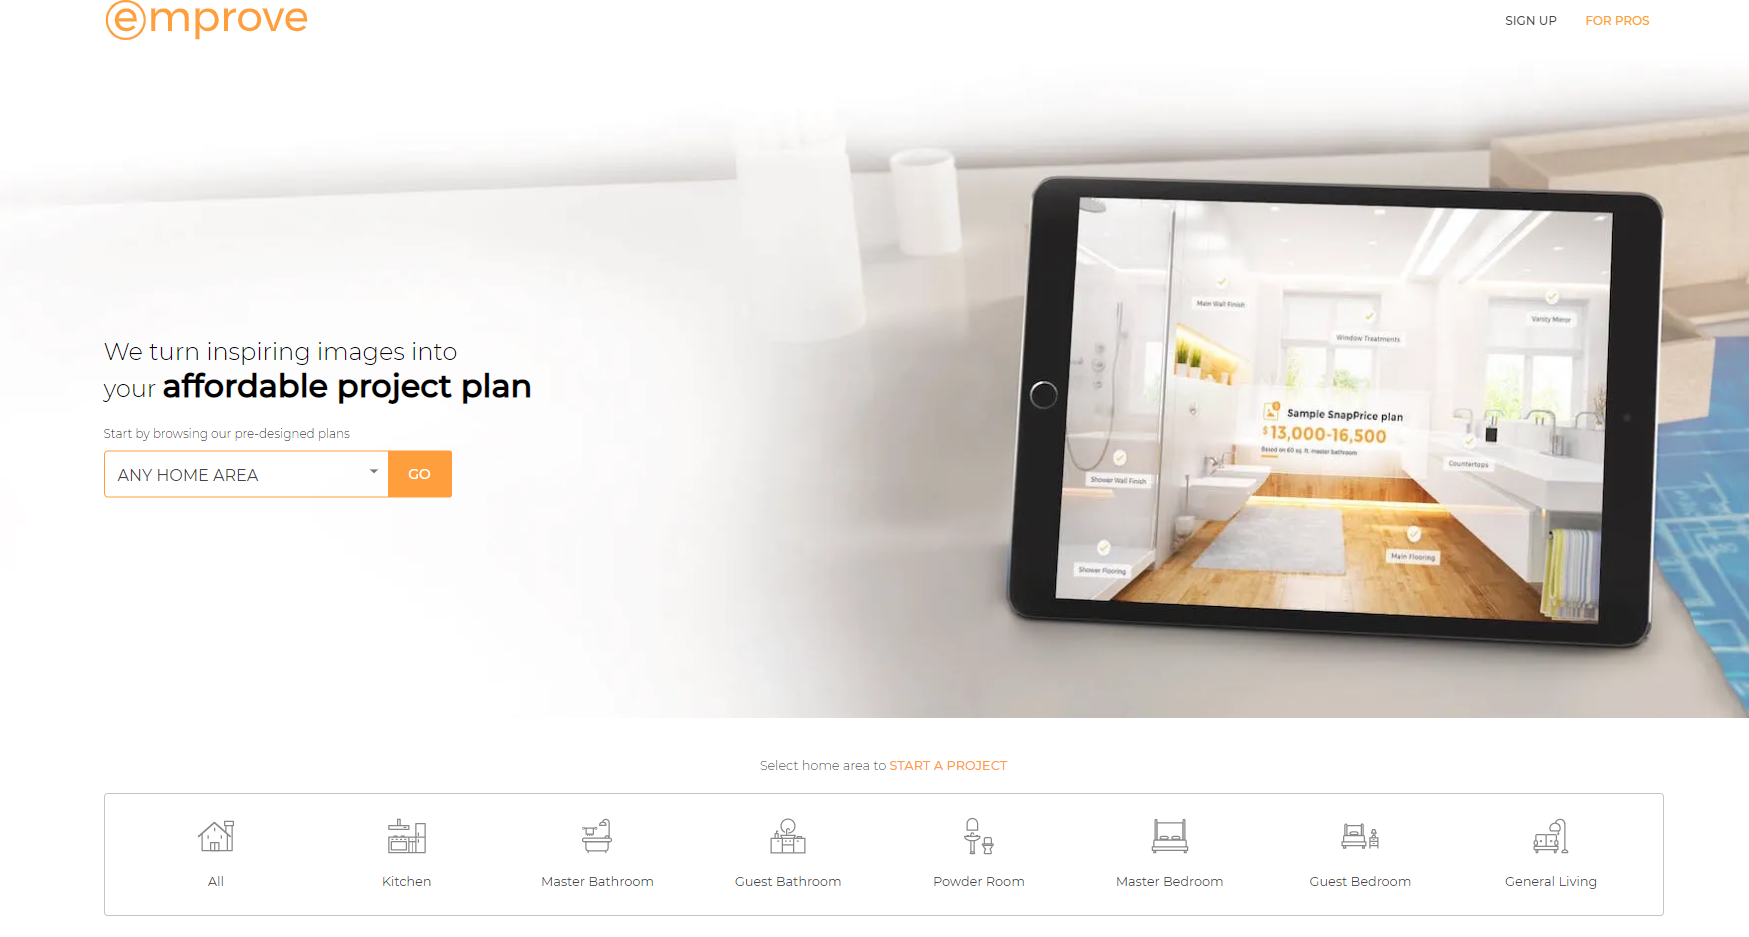 emprove
SIGN UP
FOR PROS
We turn inspiring images into
your affordable project plan
Start by browsing our pre-designed plans
ANY HOME AREA
GO
Main Wall Finish
Window Treatments
Vanity Mirror
Sample SnapPrice plan
$13,000-16,500
Based on 60 sq. ft. master bathroom
Countertops
Shower Wall Finish
Main Flooring
Shower Flooring
Select home area to START A PROJECT
All
Kitchen
Master Bathroom
Guest Bathroom
Powder Room
Master Bedroom
Guest Bedroom
General Living